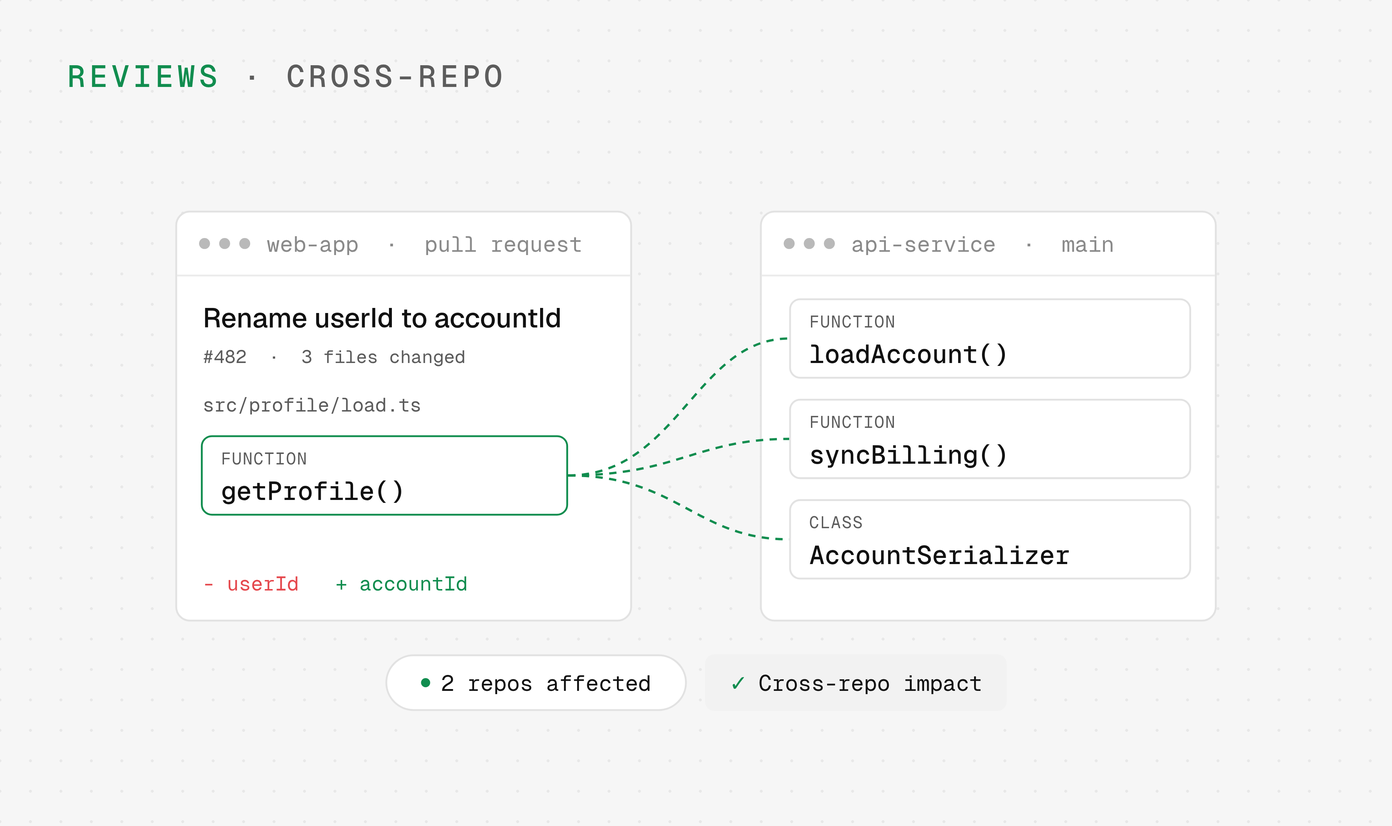 REVIEWS · CROSS-REPO
web-app · pull request
Rename userId to accountId
#482 · 3 files changed
src/profile/load.ts
FUNCTION
getProfile()
- userId + accountId
api-service · main
FUNCTION
loadAccount()
FUNCTION
syncBilling()
CLASS
AccountSerializer
2 repos affected
✓ Cross-repo impact